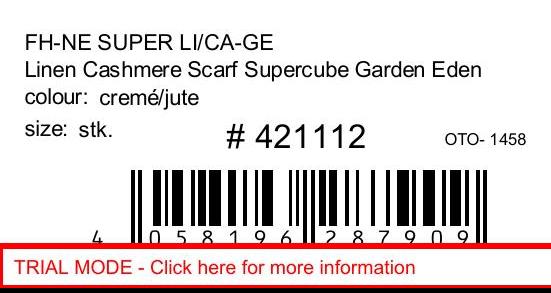 FH-NE SUPER LI/CA-GE
Linen Cashmere Scarf Supercube Garden Eden
colour: cremé/jute
size: stk.
# 421112
OTO- 1458
4 058196 287909
TRIAL MODE - Click here for more information